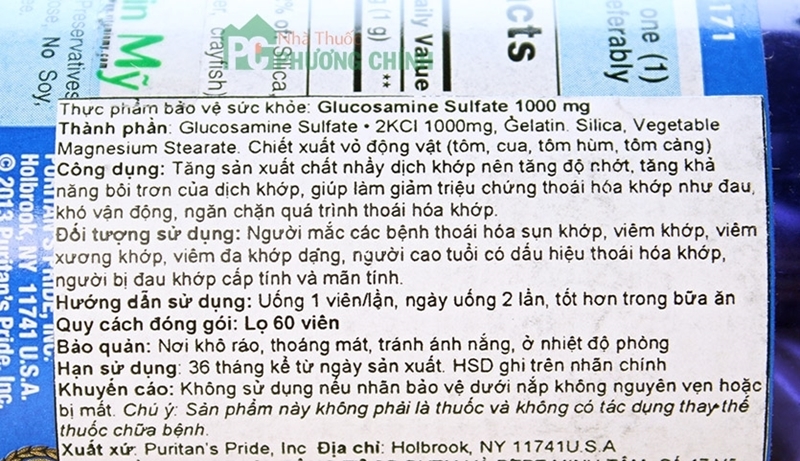 one (1)
eferably
171
cts
aily Value
**
(1 g)
% of Silica,
crayfish)
in Mỹ
Preservatives
No Soy,
PC
Nhà Thuốc
PHƯƠNG CHÍNH
Thực phẩm bảo vệ sức khỏe: Glucosamine Sulfate 1000 mg
Thành phần: Glucosamine Sulfate • 2KCl 1000mg, Gelatin. Silica, Vegetable
Magnesium Stearate. Chiết xuất vỏ động vật (tôm, cua, tôm hùm, tôm càng)
Công dụng: Tăng sản xuất chất nhầy dịch khớp nên tăng độ nhớt, tăng khả
năng bôi trơn của dịch khớp, giúp làm giảm triệu chứng thoái hóa khớp như đau,
khó vận động, ngăn chặn quá trình thoái hóa khớp.
Đối tượng sử dụng: Người mắc các bệnh thoái hóa sụn khớp, viêm khớp, viêm
xương khớp, viêm đa khớp dạng, người cao tuổi có dấu hiệu thoái hóa khớp,
người bị đau khớp cấp tính và mãn tính.
Hướng dẫn sử dụng: Uống 1 viên/lần, ngày uống 2 lần, tốt hơn trong bữa ăn
Quy cách đóng gói: Lọ 60 viên
Bảo quản: Nơi khô ráo, thoáng mát, tránh ánh nắng, ở nhiệt độ phòng
Hạn sử dụng: 36 tháng kể từ ngày sản xuất. HSD ghi trên nhãn chính
Khuyến cáo: Không sử dụng nếu nhãn bảo vệ dưới nắp không nguyên vẹn hoặc
bị mất. Chú ý: Sản phẩm này không phải là thuốc và không có tác dụng thay thế
thuốc chữa bệnh.
Xuất xứ: Puritan's Pride, Inc Địa chỉ: Holbrook, NY 11741U.S.A
PURITAN'S PRIDE, INC.
Holbrook, NY 11741 U.S.A.
© 2013 Puritan's Pride, Inc.